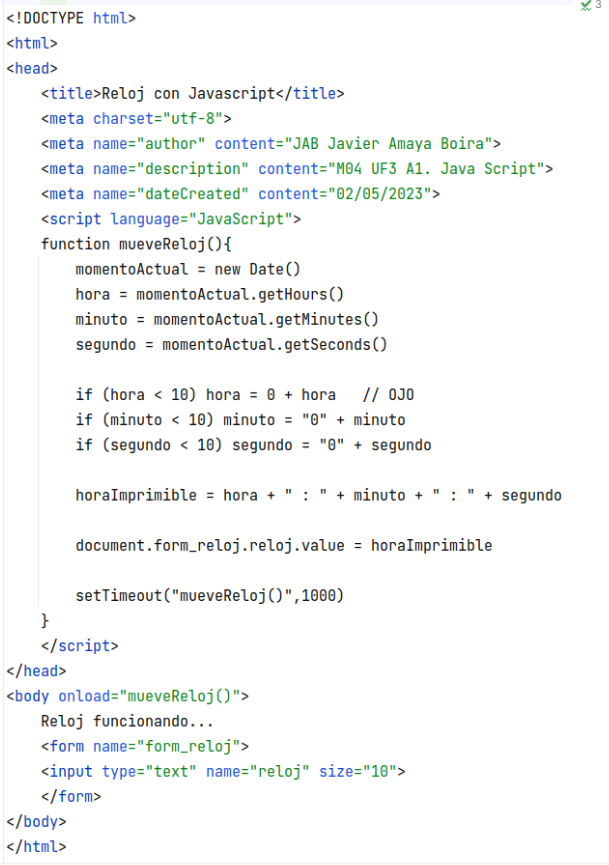 3
<!DOCTYPE html>
<html>
<head>
    <title>Reloj con Javascript</title>
    <meta charset="utf-8">
    <meta name="author" content="JAB Javier Amaya Boira">
    <meta name="description" content="M04 UF3 A1. Java Script">
    <meta name="dateCreated" content="02/05/2023">
    <script language="JavaScript">
    function mueveReloj(){
        momentoActual = new Date()
        hora = momentoActual.getHours()
        minuto = momentoActual.getMinutes()
        segundo = momentoActual.getSeconds()

        if (hora < 10) hora = 0 + hora   // OJO
        if (minuto < 10) minuto = "0" + minuto
        if (segundo < 10) segundo = "0" + segundo

        horaImprimible = hora + " : " + minuto + " : " + segundo

        document.form_reloj.reloj.value = horaImprimible

        setTimeout("mueveReloj()",1000)
    }
    </script>
</head>
<body onload="mueveReloj()">
    Reloj funcionando...
    <form name="form_reloj">
    <input type="text" name="reloj" size="10">
    </form>
</body>
</html>